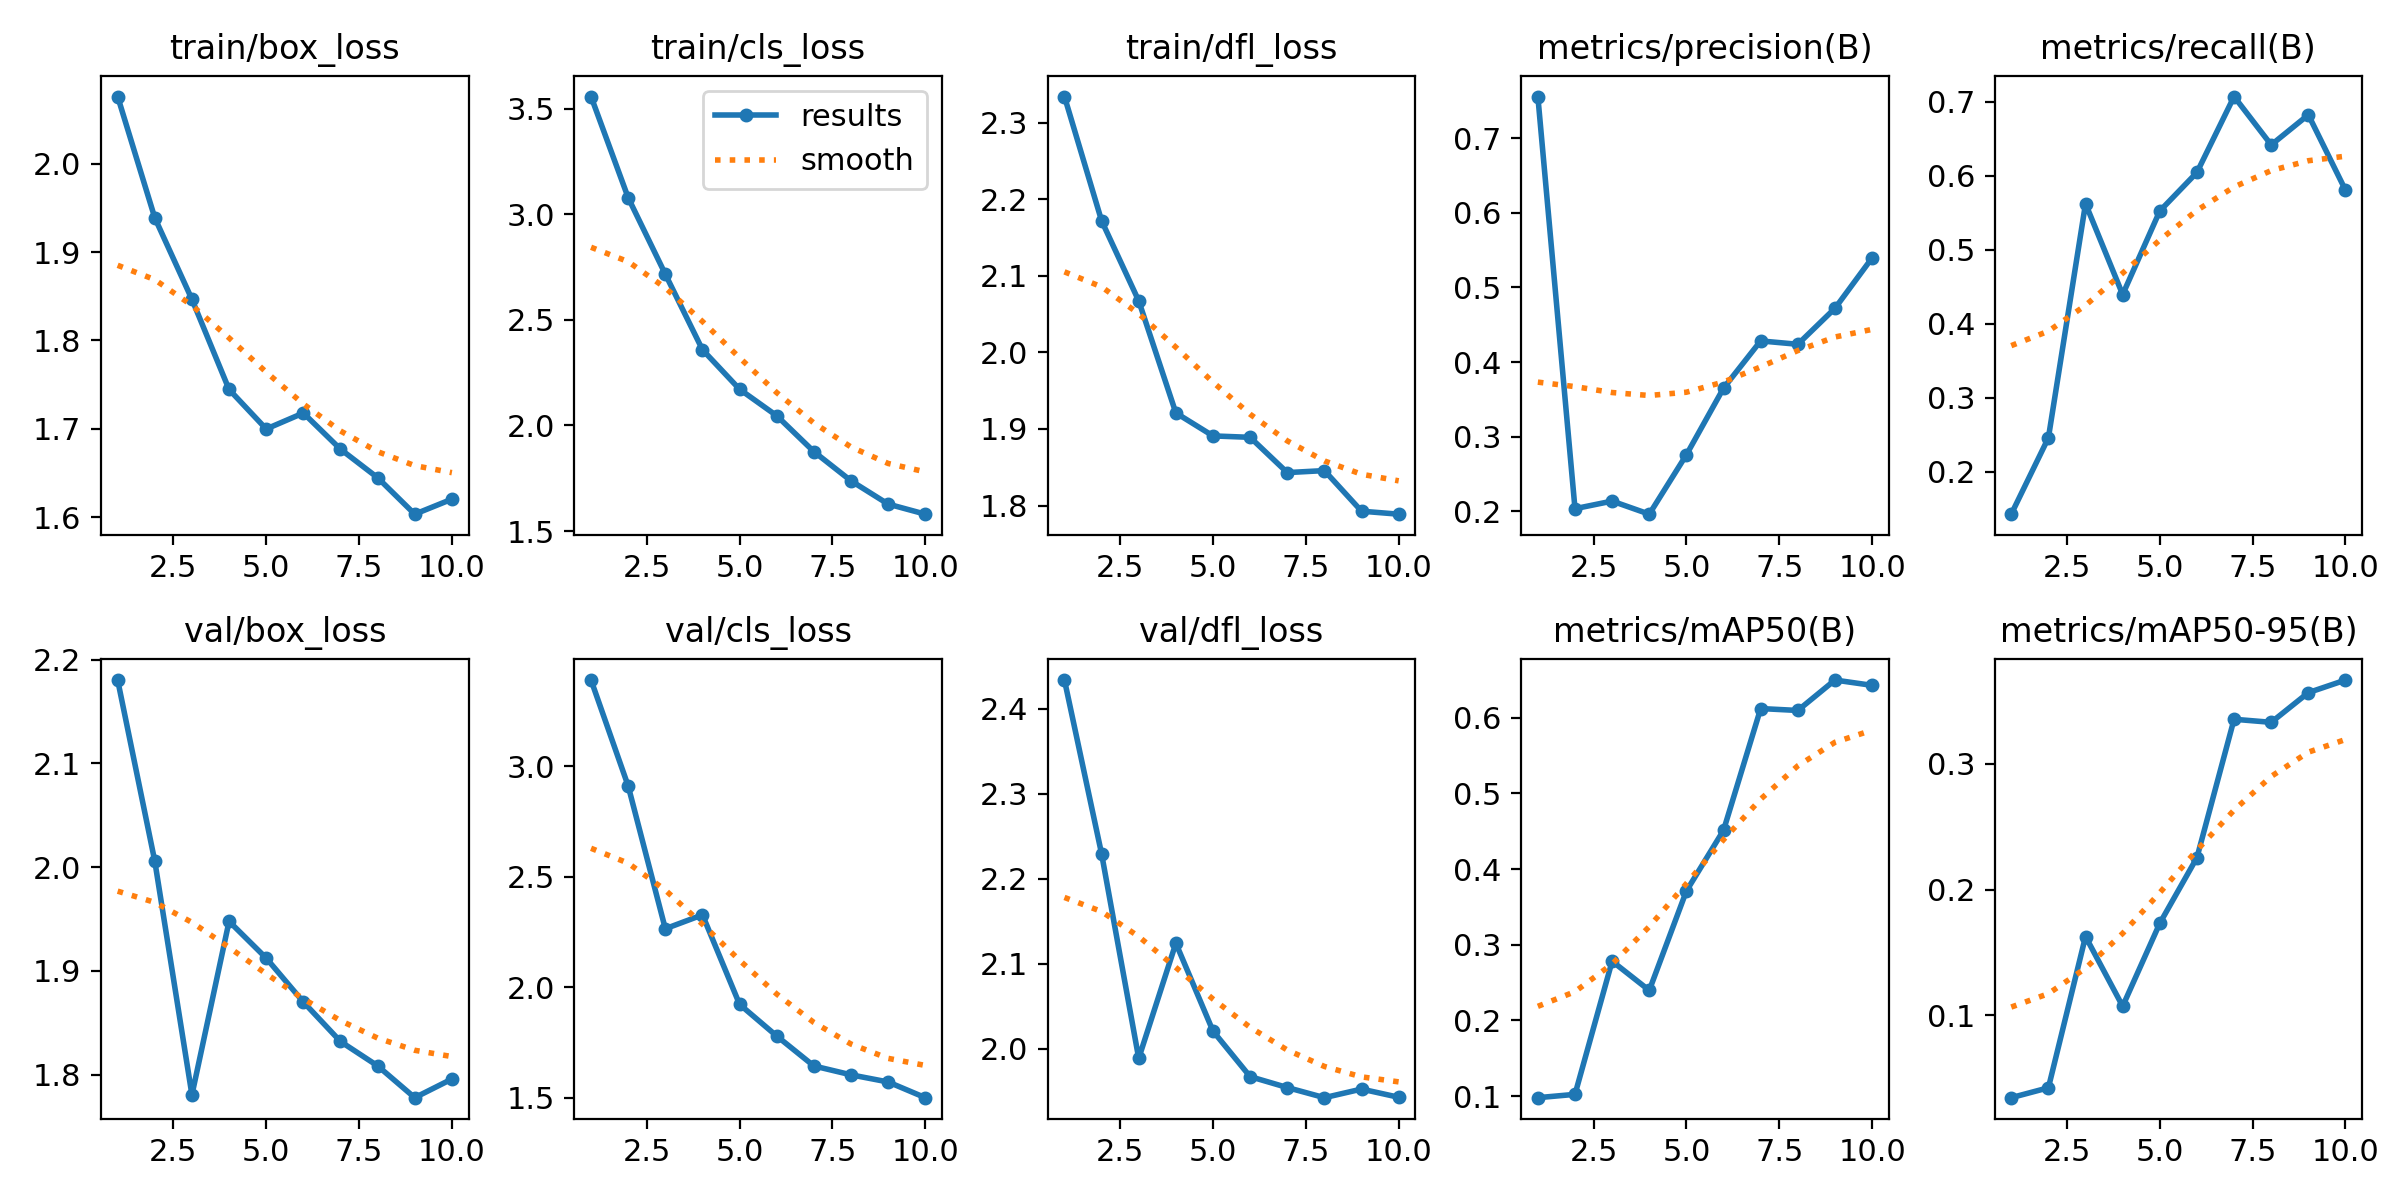 train/box_loss
2.0
1.9
1.8
1.7
1.6
2.5 5.0 7.5 10.0
train/cls_loss
results
smooth
3.5
3.0
2.5
2.0
1.5
2.5 5.0 7.5 10.0
train/dfl_loss
2.3
2.2
2.1
2.0
1.9
1.8
2.5 5.0 7.5 10.0
metrics/precision(B)
0.7
0.6
0.5
0.4
0.3
0.2
2.5 5.0 7.5 10.0
metrics/recall(B)
0.7
0.6
0.5
0.4
0.3
0.2
2.5 5.0 7.5 10.0
val/box_loss
2.2
2.1
2.0
1.9
1.8
2.5 5.0 7.5 10.0
val/cls_loss
3.0
2.5
2.0
1.5
2.5 5.0 7.5 10.0
val/dfl_loss
2.4
2.3
2.2
2.1
2.0
2.5 5.0 7.5 10.0
metrics/mAP50(B)
0.6
0.5
0.4
0.3
0.2
0.1
2.5 5.0 7.5 10.0
metrics/mAP50-95(B)
0.3
0.2
0.1
2.5 5.0 7.5 10.0